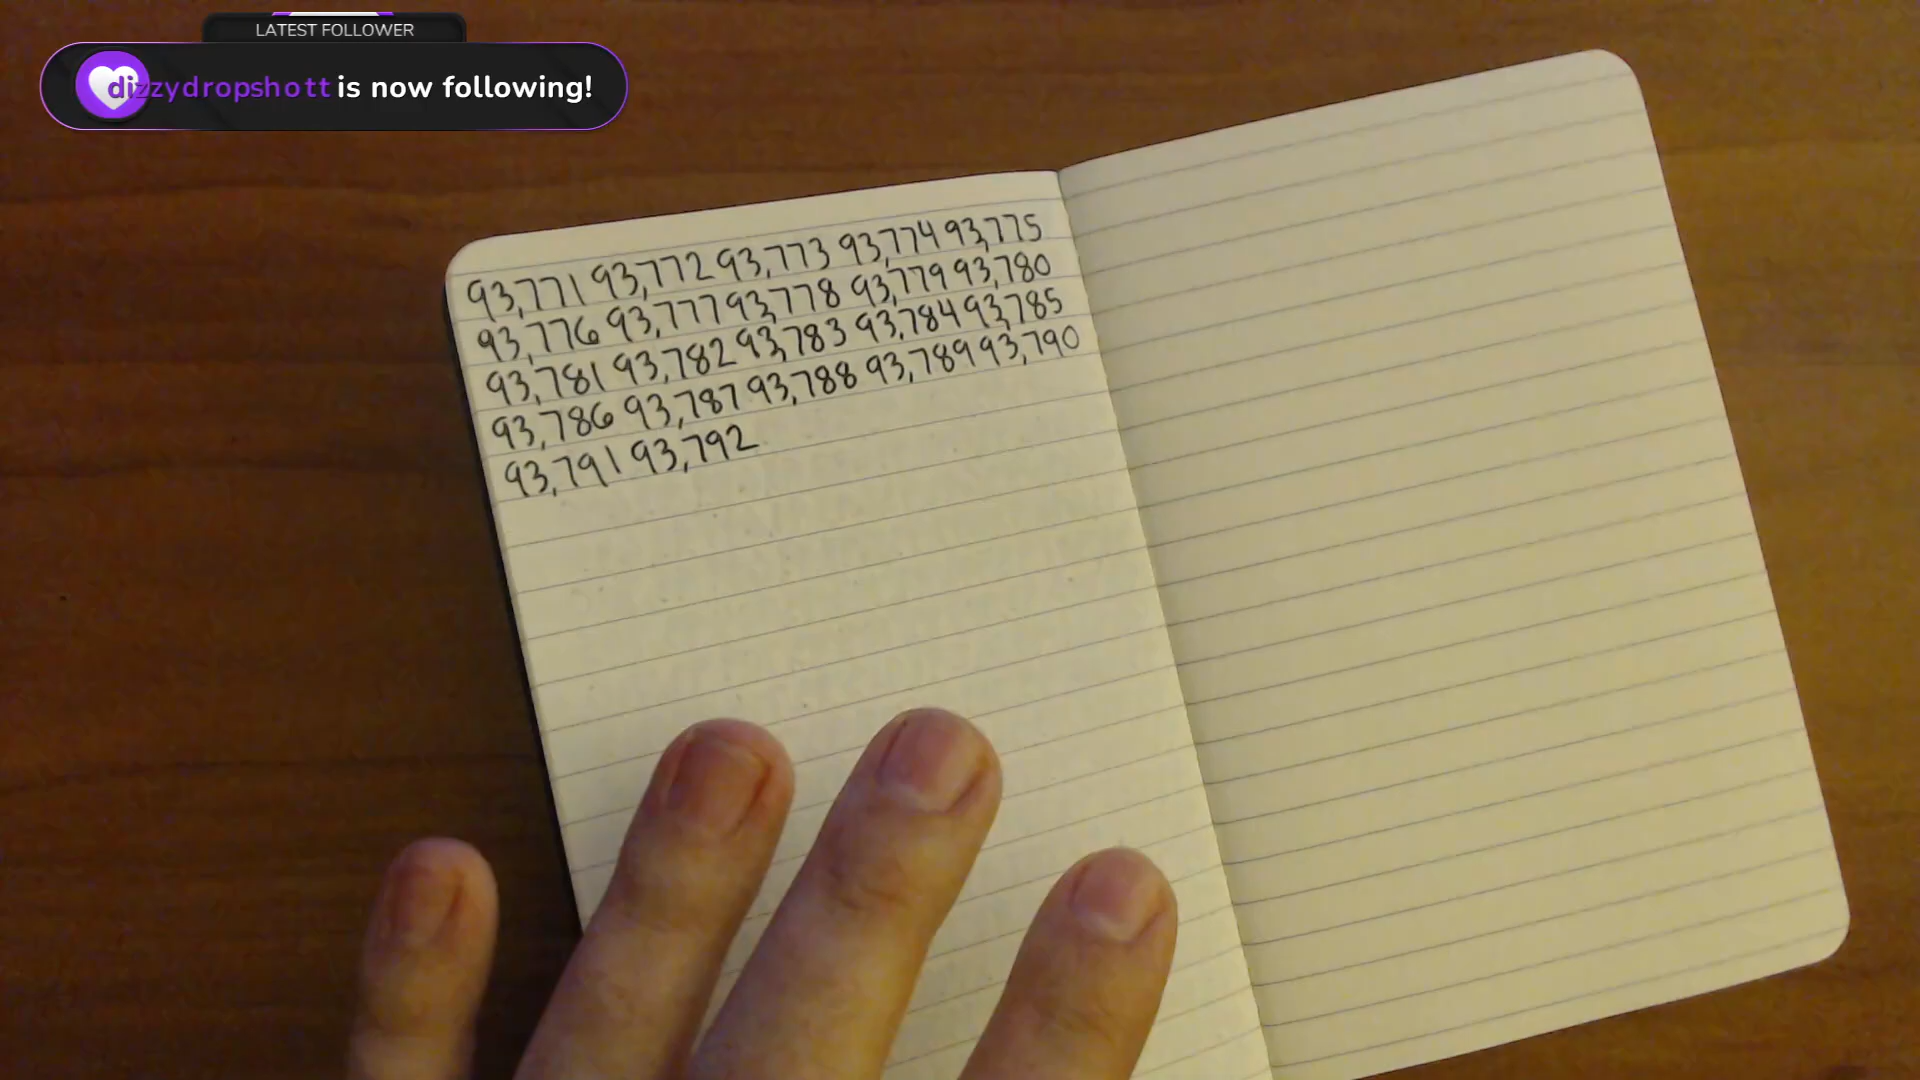 LATEST FOLLOWER
dizzydropshott is now following!
93,771 93,772 93,773 93,774 93,775
93,776 93,777 93,778 93,779 93,780
93,781 93,782 93,783 93,784 93,785
93,786 93,787 93,788 93,789 93,790
93,791 93,792